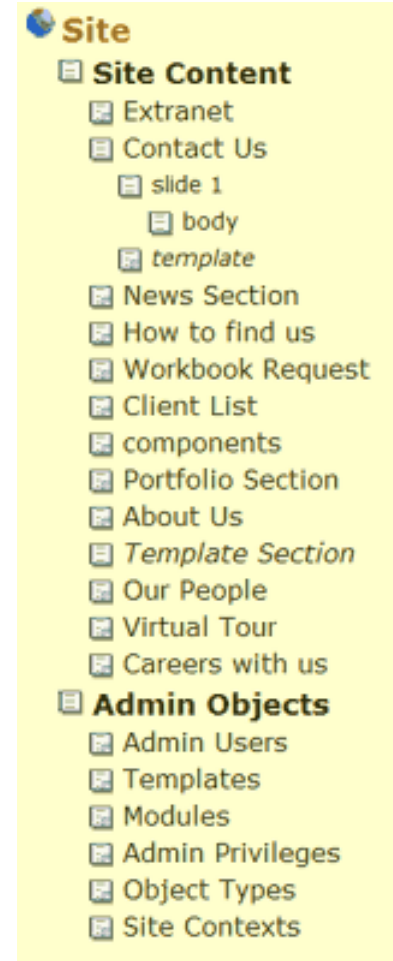 Site
Site Content
Extranet
Contact Us
slide 1
body
template
News Section
How to find us
Workbook Request
Client List
components
Portfolio Section
About Us
Template Section
Our People
Virtual Tour
Careers with us
Admin Objects
Admin Users
Templates
Modules
Admin Privileges
Object Types
Site Contexts